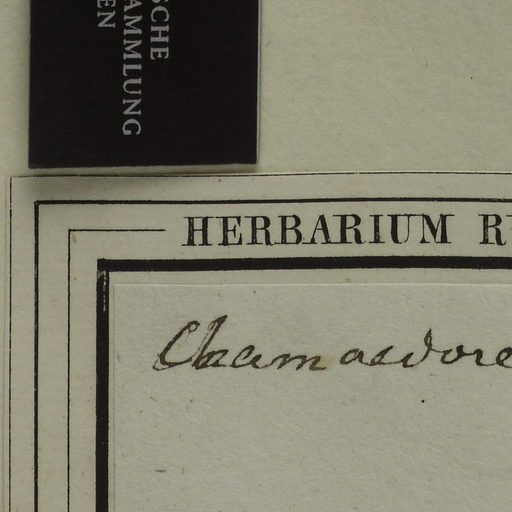 SCHE
AMMLUNG
EN
HERBARIUM R
Chamaedore